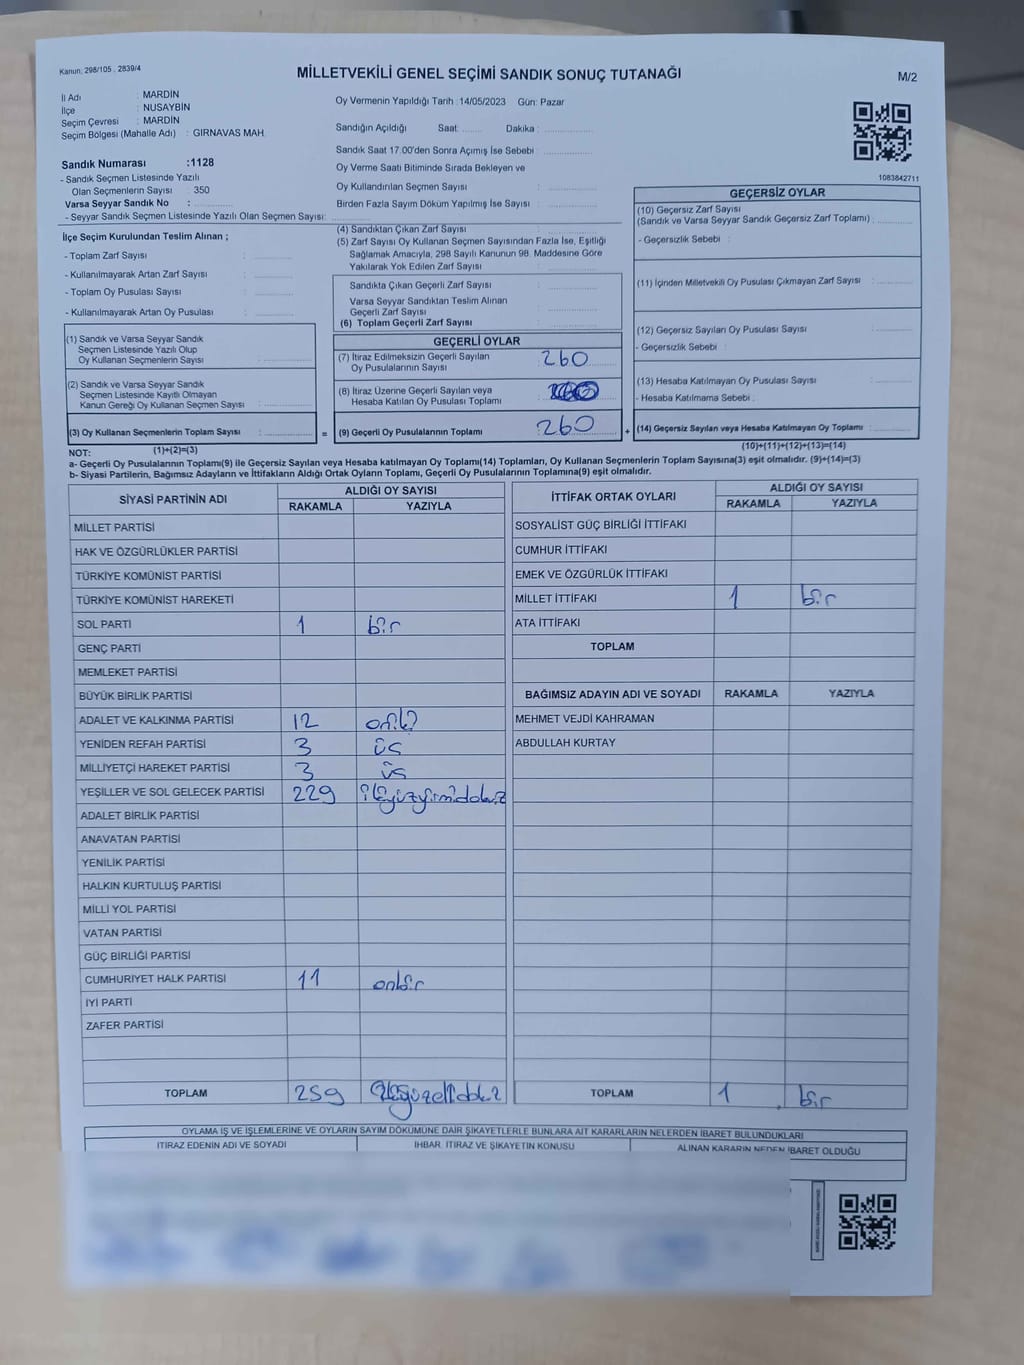 Kanun: 298/105 , 2839/4
MİLLETVEKİLİ GENEL SEÇİMİ SANDIK SONUÇ TUTANAĞI
M/2
İl Adı : MARDİN
İlçe : NUSAYBİN
Seçim Çevresi : MARDİN
Seçim Bölgesi (Mahalle Adı) : GIRNAVAS MAH.
Sandık Numarası :1128
- Sandık Seçmen Listesinde Yazılı
Olan Seçmenlerin Sayısı : 350
Varsa Seyyar Sandık No :
- Seyyar Sandık Seçmen Listesinde Yazılı Olan Seçmen Sayısı:
Oy Vermenin Yapıldığı Tarih :14/05/2023 Gün: Pazar
Sandığın Açıldığı Saat: Dakika :
Sandık Saat 17.00'den Sonra Açımış İse Sebebi :
Oy Verme Saati Bitiminde Sırada Bekleyen ve
Oy Kullandırılan Seçmen Sayısı :
Birden Fazla Sayım Döküm Yapılmış İse Sayısı :
1083842711
İlçe Seçim Kurulundan Teslim Alınan ;
- Toplam Zarf Sayısı :
- Kullanılmayarak Artan Zarf Sayısı :
- Toplam Oy Pusulası Sayısı :
- Kullanılmayarak Artan Oy Pusulası :
(1) Sandık ve Varsa Seyyar Sandık
Seçmen Listesinde Yazılı Olup
Oy Kullanan Seçmenlerin Sayısı :
(2) Sandık ve Varsa Seyyar Sandık
Seçmen Listesinde Kayıtlı Olmayan
Kanun Gereği Oy Kullanan Seçmen Sayısı :
(3) Oy Kullanan Seçmenlerin Toplam Sayısı : =
(4) Sandıktan Çıkan Zarf Sayısı :
(5) Zarf Sayısı Oy Kullanan Seçmen Sayısından Fazla İse, Eşitliği
Sağlamak Amacıyla, 298 Sayılı Kanunun 98. Maddesine Göre
Yakılarak Yok Edilen Zarf Sayısı :
Sandıkta Çıkan Geçerli Zarf Sayısı :
Varsa Seyyar Sandıktan Teslim Alınan
Geçerli Zarf Sayısı :
(6) Toplam Geçerli Zarf Sayısı :
GEÇERLİ OYLAR
(7) İtiraz Edilmeksizin Geçerli Sayılan
Oy Pusulalarının Sayısı : 260
(8) İtiraz Üzerine Geçerli Sayılan veya
Hesaba Katılan Oy Pusulası Toplamı :
(9) Geçerli Oy Pusulalarının Toplamı : 260 +
GEÇERSİZ OYLAR
(10) Geçersiz Zarf Sayısı
(Sandık ve Varsa Seyyar Sandık Geçersiz Zarf Toplamı) :
- Geçersizlik Sebebi :
(11) İçinden Milletvekili Oy Pusulası Çıkmayan Zarf Sayısı :
(12) Geçersiz Sayılan Oy Pusulası Sayısı :
- Geçersizlik Sebebi :
(13) Hesaba Katılmayan Oy Pusulası Sayısı :
- Hesaba Katılmama Sebebi :
(14) Geçersiz Sayılan veya Hesaba Katılmayan Oy Toplamı :
NOT: (1)+(2)=(3) (10)+(11)+(12)+(13)=(14)
a- Geçerli Oy Pusulalarının Toplamı(9) ile Geçersiz Sayılan veya Hesaba katılmayan Oy Toplamı(14) Toplamları, Oy Kullanan Seçmenlerin Toplam Sayısına(3) eşit olmalıdır. (9)+(14)=(3)
b- Siyasi Partilerin, Bağımsız Adayların ve İttifakların Aldığı Ortak Oyların Toplamı, Geçerli Oy Pusulalarının Toplamına(9) eşit olmalıdır.
SİYASİ PARTİNİN ADI ALDIĞI OY SAYISI
RAKAMLA YAZIYLA
MİLLET PARTİSİ
HAK VE ÖZGÜRLÜKLER PARTİSİ
TÜRKİYE KOMÜNİST PARTİSİ
TÜRKİYE KOMÜNİST HAREKETİ
SOL PARTİ 1 bir
GENÇ PARTİ
MEMLEKET PARTİSİ
BÜYÜK BİRLİK PARTİSİ
ADALET VE KALKINMA PARTİSİ 12 oniki
YENİDEN REFAH PARTİSİ 3 üç
MİLLİYETÇİ HAREKET PARTİSİ 3 üç
YEŞİLLER VE SOL GELECEK PARTİSİ 229 ikiyüzyirmidokuz
ADALET BİRLİK PARTİSİ
ANAVATAN PARTİSİ
YENİLİK PARTİSİ
HALKIN KURTULUŞ PARTİSİ
MİLLİ YOL PARTİSİ
VATAN PARTİSİ
GÜÇ BİRLİĞİ PARTİSİ
CUMHURİYET HALK PARTİSİ 11 onbir
İYİ PARTİ
ZAFER PARTİSİ
TOPLAM 259 ikiyüzellidokuz
İTTİFAK ORTAK OYLARI ALDIĞI OY SAYISI
RAKAMLA YAZIYLA
SOSYALİST GÜÇ BİRLİĞİ İTTİFAKI
CUMHUR İTTİFAKI
EMEK VE ÖZGÜRLÜK İTTİFAKI
MİLLET İTTİFAKI 1 bir
ATA İTTİFAKI
TOPLAM
BAĞIMSIZ ADAYIN ADI VE SOYADI RAKAMLA YAZIYLA
MEHMET VEJDİ KAHRAMAN
ABDULLAH KURTAY
TOPLAM 1 bir
OYLAMA İŞ VE İŞLEMLERİNE VE OYLARIN SAYIM DÖKÜMÜNE DAİR ŞİKAYETLERLE BUNLARA AİT KARARLARIN NELERDEN İBARET BULUNDUKLARI
İTİRAZ EDENİN ADI VE SOYADI İHBAR, İTİRAZ VE ŞİKAYETİN KONUSU ALINAN KARARIN NEDEN İBARET OLDUĞU